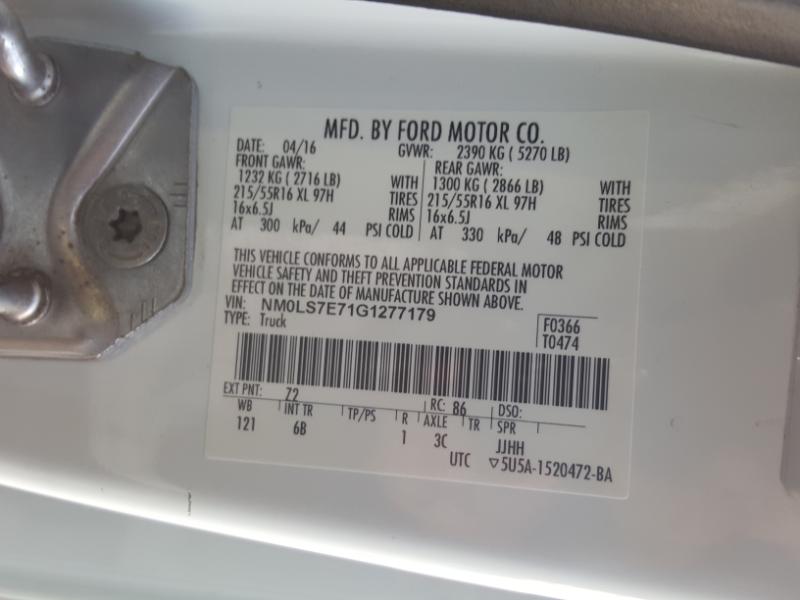 MFD. BY FORD MOTOR CO.
DATE: 04/16 GVWR: 2390 KG ( 5270 LB)
FRONT GAWR: REAR GAWR:
1232 KG ( 2716 LB) WITH 1300 KG ( 2866 LB) WITH
215/55R16 XL 97H TIRES 215/55R16 XL 97H TIRES
16x6.5J RIMS 16x6.5J RIMS
AT 300 kPa/ 44 PSI COLD AT 330 kPa/ 48 PSI COLD
THIS VEHICLE CONFORMS TO ALL APPLICABLE FEDERAL MOTOR
VEHICLE SAFETY AND THEFT PREVENTION STANDARDS IN
EFFECT ON THE DATE OF MANUFACTURE SHOWN ABOVE.
VIN: NM0LS7E71G1277179
TYPE: Truck F0366
T0474
EXT PNT: Z2 RC: 86 DSO:
WB INT TR TP/PS R AXLE TR SPR
121 6B 1 3C JJHH
UTC ▽5U5A-1520472-BA